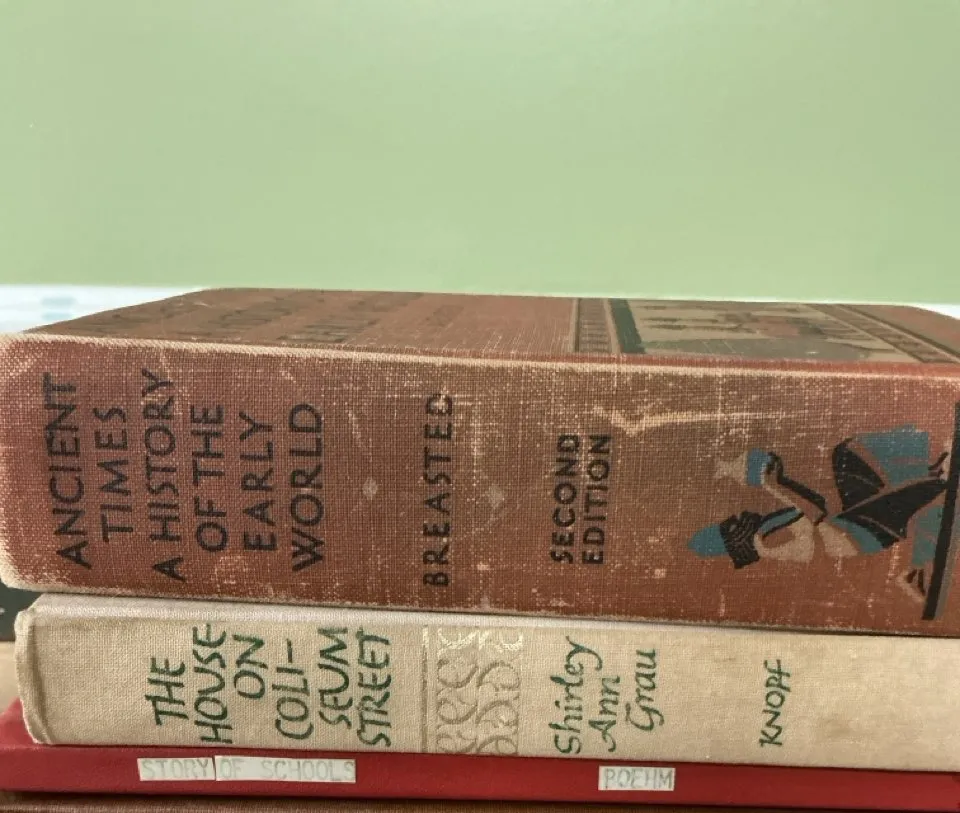 ANCIENT
TIMES
A HISTORY
OF THE
EARLY
WORLD
BREASTED
SECOND
EDITION
THE
HOUSE
ON
COLI-
SEUM
STREET
Shirley
Ann
Grau
KNOPF
STORY OF SCHOOLS